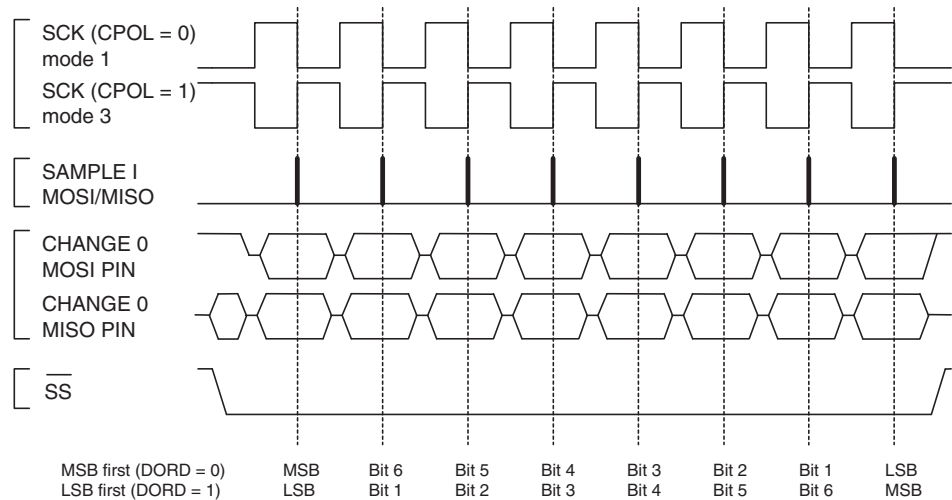 SCK (CPOL = 0)
mode 1
SCK (CPOL = 1)
mode 3
SAMPLE I
MOSI/MISO
CHANGE 0
MOSI PIN
CHANGE 0
MISO PIN
SS
MSB first (DORD = 0) MSB Bit 6 Bit 5 Bit 4 Bit 3 Bit 2 Bit 1 LSB
LSB first (DORD = 1) LSB Bit 1 Bit 2 Bit 3 Bit 4 Bit 5 Bit 6 MSB